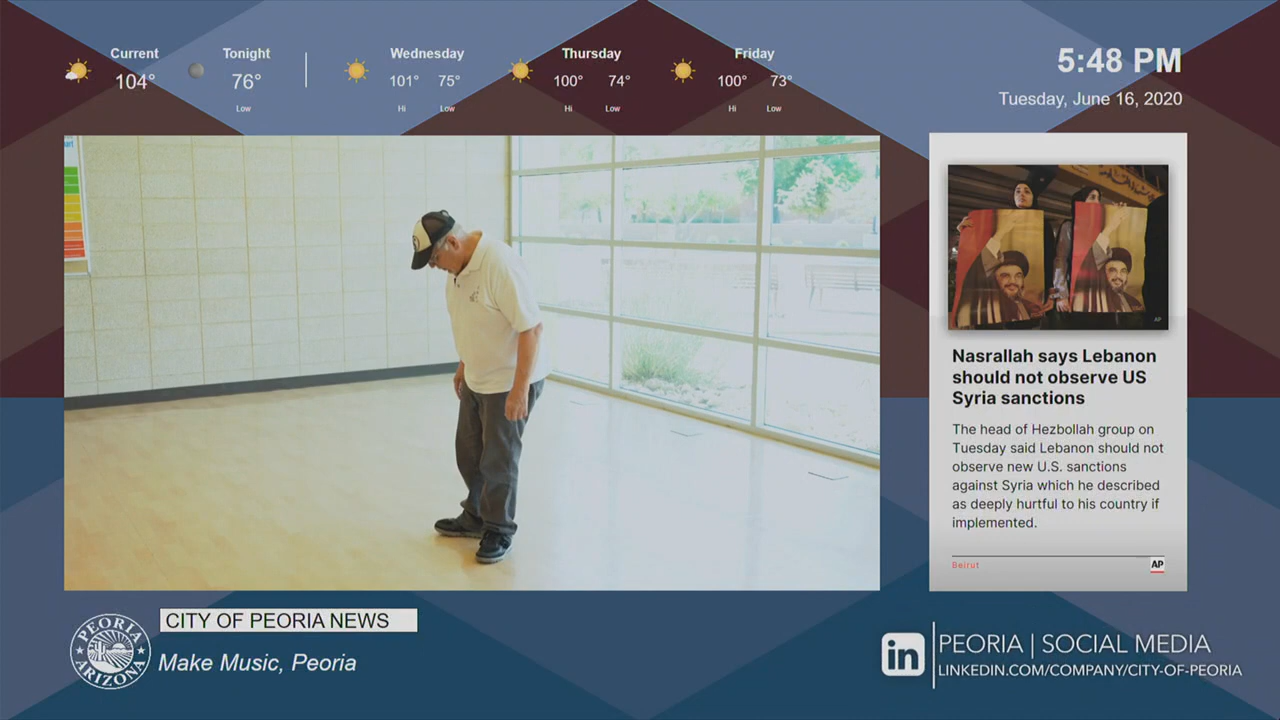 Current
104°
Tonight
76°
Low
Wednesday
101° 75°
Hi Low
Thursday
100° 74°
Hi Low
Friday
100° 73°
Hi Low
5:48 PM
Tuesday, June 16, 2020
AP
Nasrallah says Lebanon
should not observe US
Syria sanctions
The head of Hezbollah group on
Tuesday said Lebanon should not
observe new U.S. sanctions
against Syria which he described
as deeply hurtful to his country if
implemented.
Beirut
AP
PEORIA
ARIZONA
CITY OF PEORIA NEWS
Make Music, Peoria
in
PEORIA | SOCIAL MEDIA
LINKEDIN.COM/COMPANY/CITY-OF-PEORIA